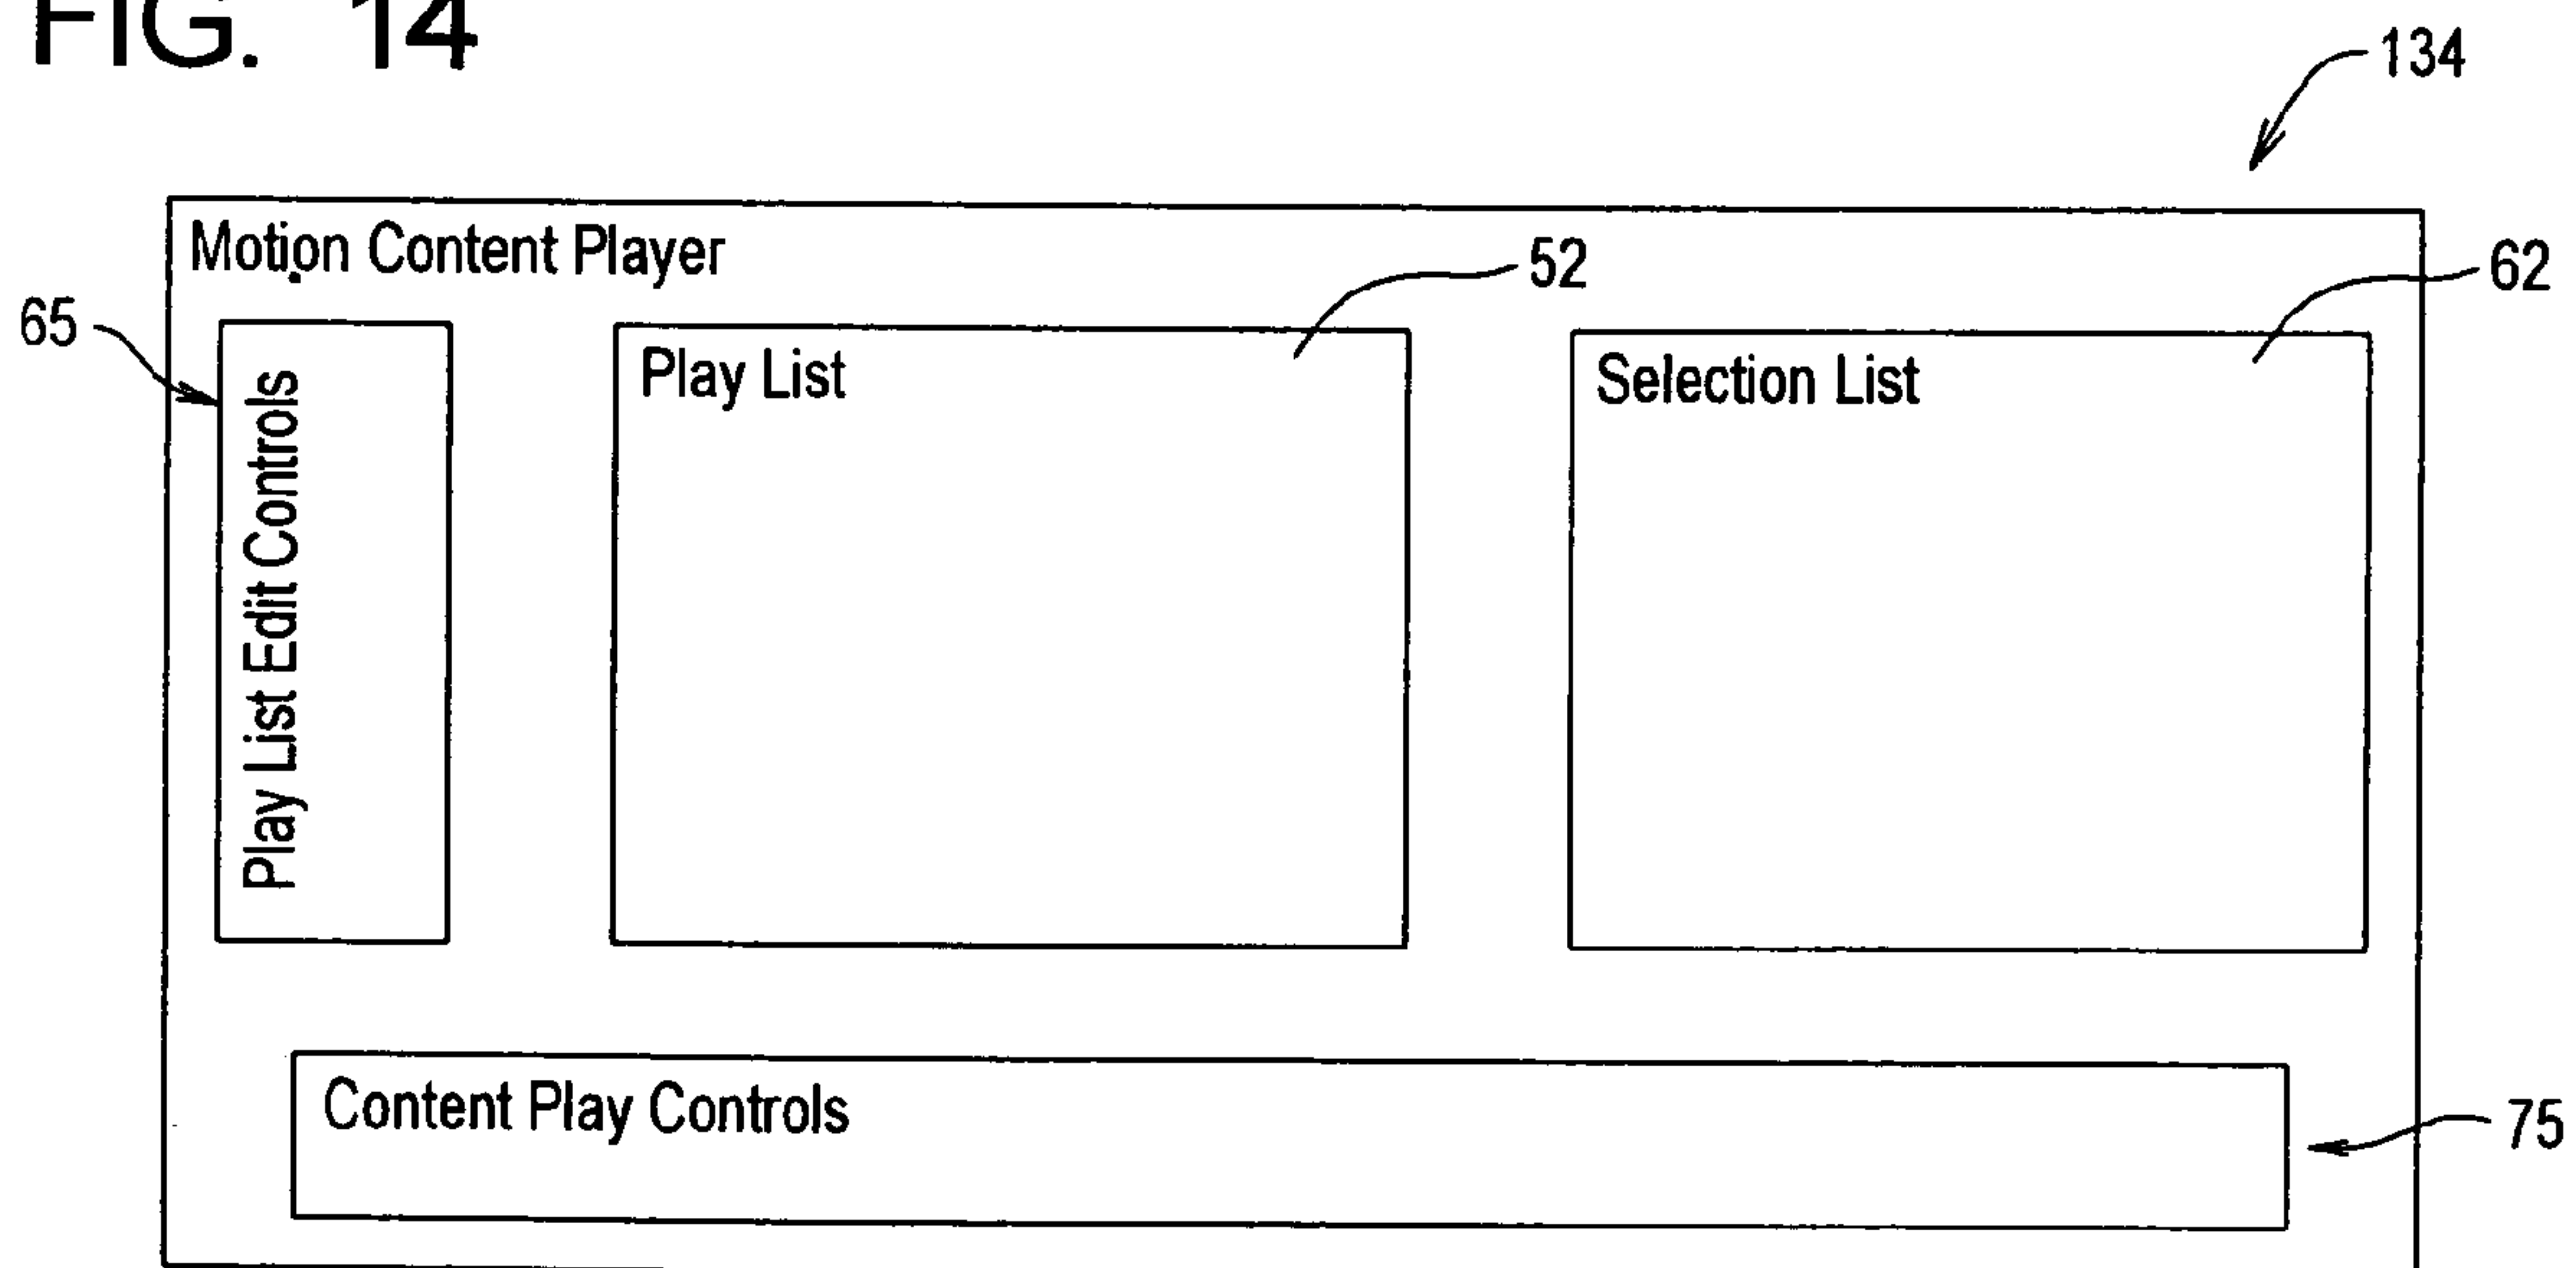 FIG. 14
134
Motion Content Player
52
62
65
Play List
Selection List
Play List Edit Controls
Content Play Controls
75